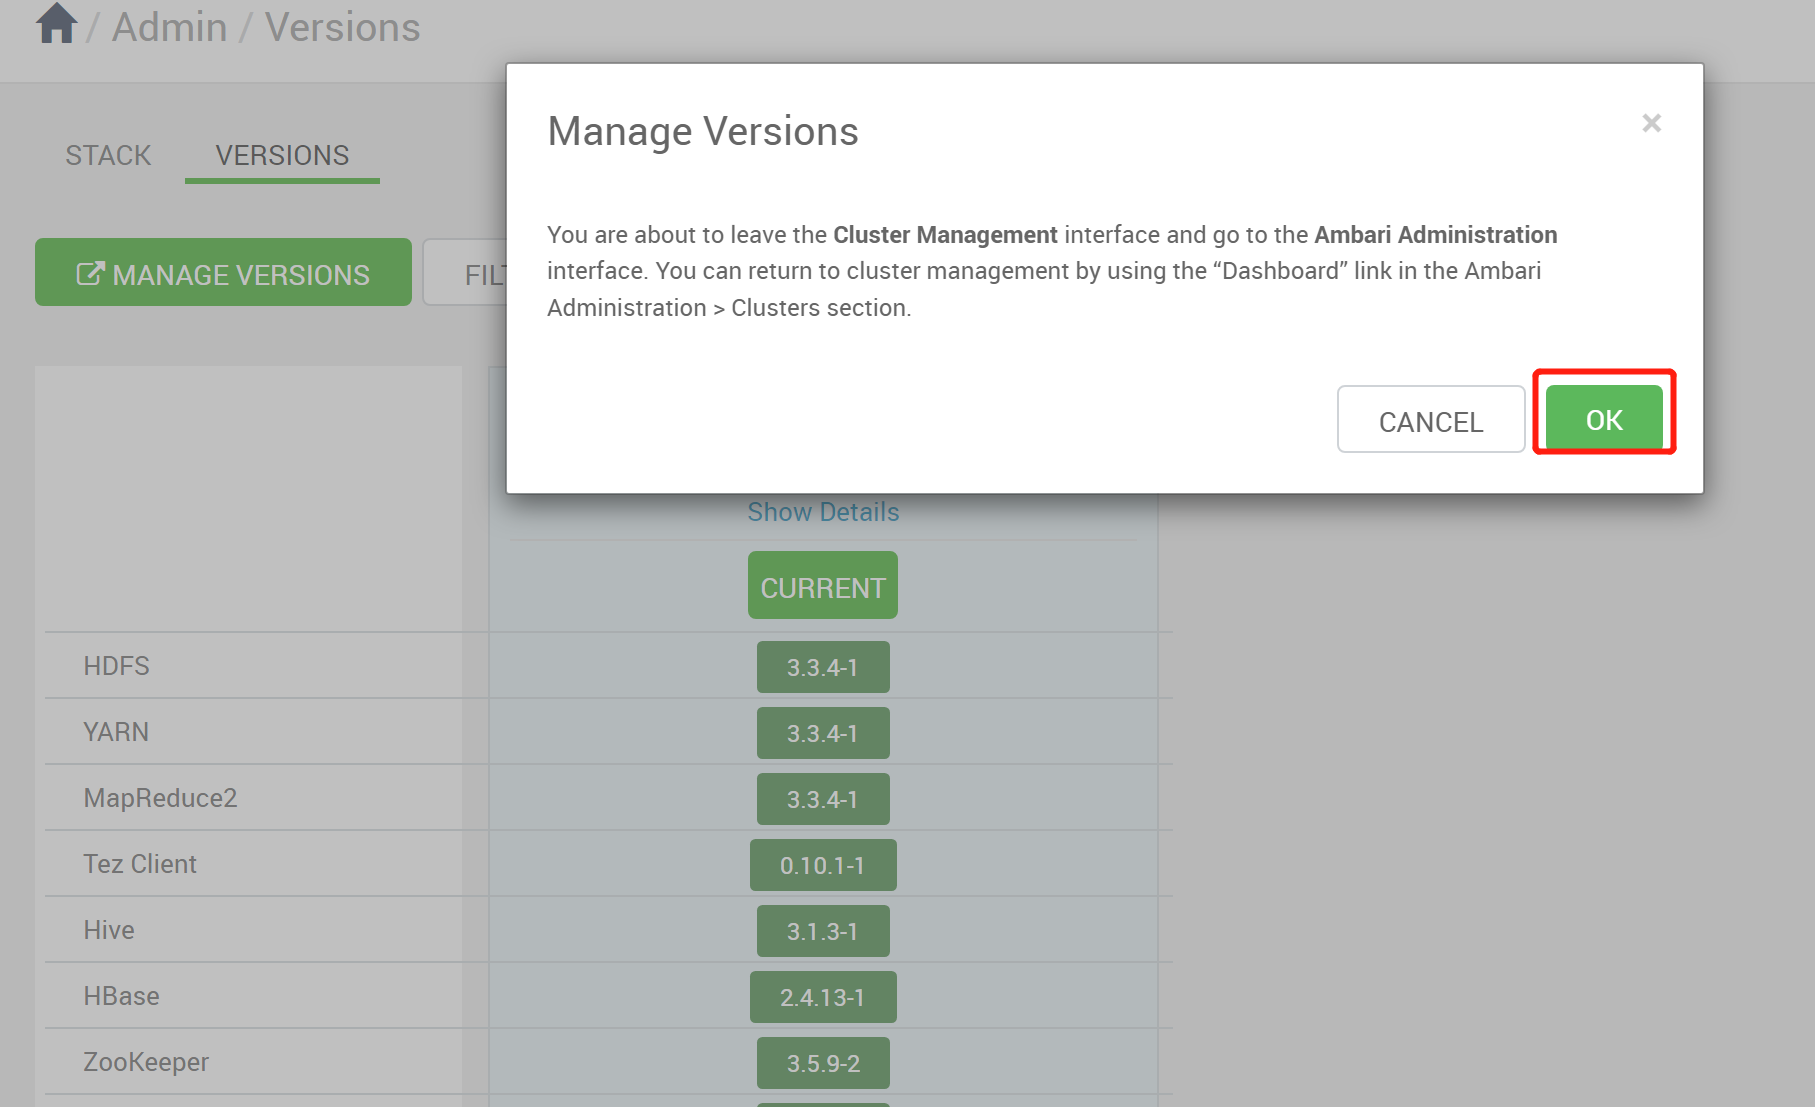 / Admin / Versions
Manage Versions
×
STACK
VERSIONS
You are about to leave the Cluster Management interface and go to the Ambari Administration
interface. You can return to cluster management by using the “Dashboard” link in the Ambari
Administration > Clusters section.
MANAGE VERSIONS
FILT
CANCEL
OK
Show Details
CURRENT
HDFS 3.3.4-1
YARN 3.3.4-1
MapReduce2 3.3.4-1
Tez Client 0.10.1-1
Hive 3.1.3-1
HBase 2.4.13-1
ZooKeeper 3.5.9-2